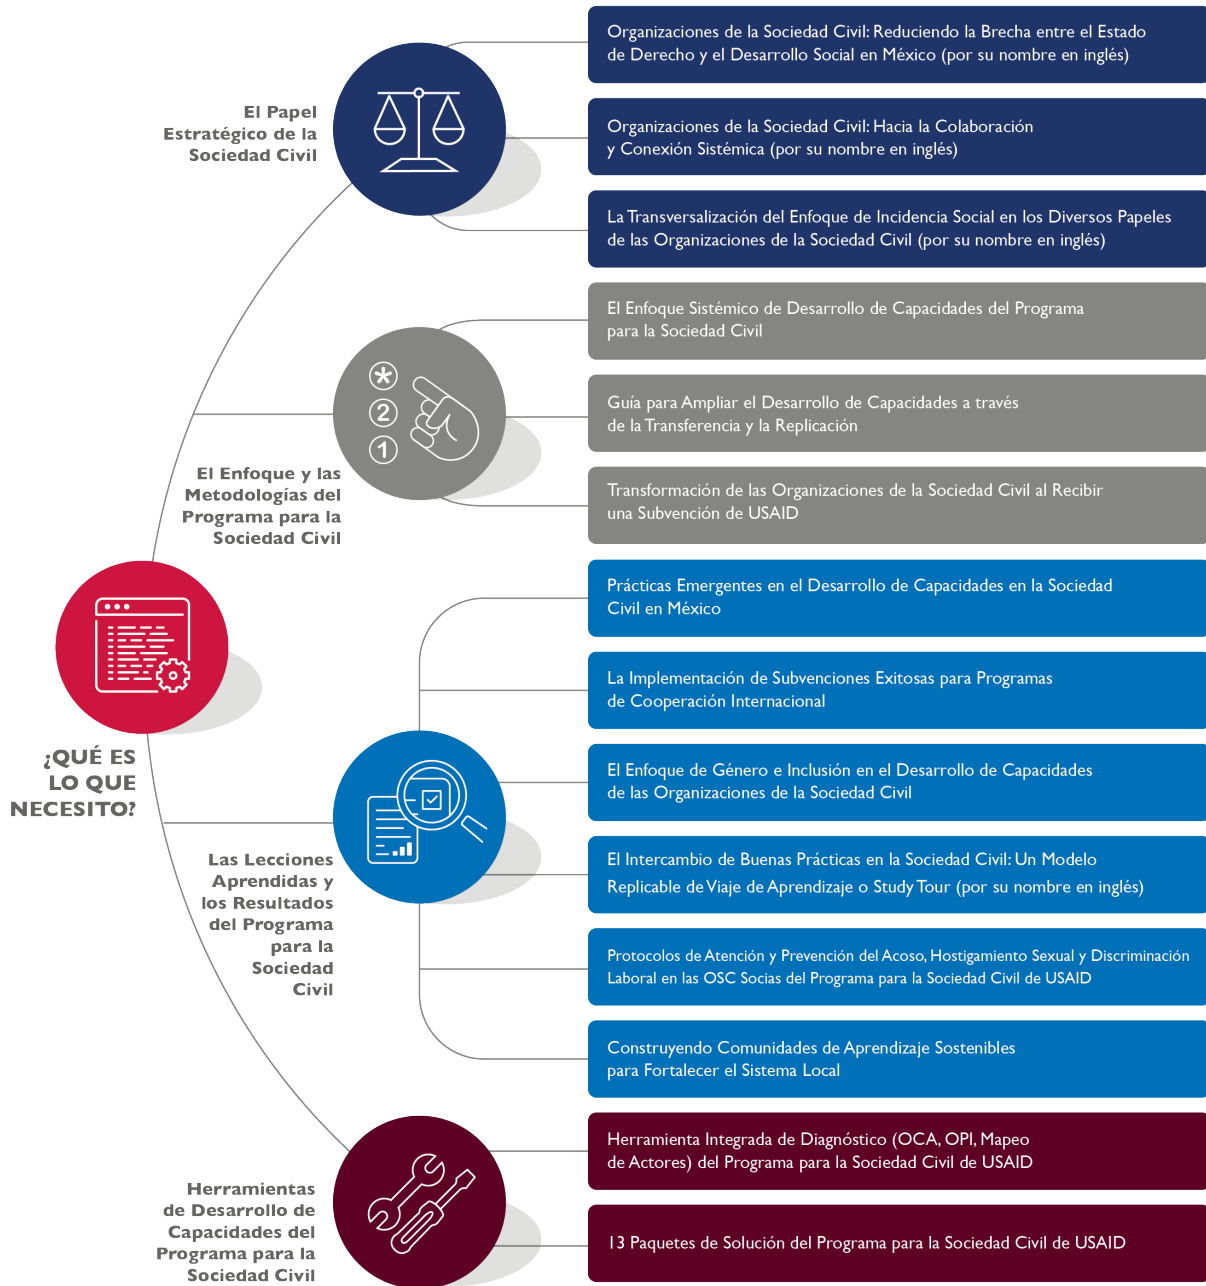 El Papel
Estratégico de la
Sociedad Civil
Organizaciones de la Sociedad Civil: Reduciendo la Brecha entre el Estado
de Derecho y el Desarrollo Social en México (por su nombre en inglés)
Organizaciones de la Sociedad Civil: Hacia la Colaboración
y Conexión Sistémica (por su nombre en inglés)
La Transversalización del Enfoque de Incidencia Social en los Diversos Papeles
de las Organizaciones de la Sociedad Civil (por su nombre en inglés)
*
2
1
El Enfoque y las
Metodologías del
Programa para la
Sociedad Civil
El Enfoque Sistémico de Desarrollo de Capacidades del Programa
para la Sociedad Civil
Guía para Ampliar el Desarrollo de Capacidades a través
de la Transferencia y la Replicación
Transformación de las Organizaciones de la Sociedad Civil al Recibir
una Subvención de USAID
¿QUÉ ES
LO QUE
NECESITO?
Las Lecciones
Aprendidas y
los Resultados
del Programa
para la
Sociedad
Civil
Prácticas Emergentes en el Desarrollo de Capacidades en la Sociedad
Civil en México
La Implementación de Subvenciones Exitosas para Programas
de Cooperación Internacional
El Enfoque de Género e Inclusión en el Desarrollo de Capacidades
de las Organizaciones de la Sociedad Civil
El Intercambio de Buenas Prácticas en la Sociedad Civil: Un Modelo
Replicable de Viaje de Aprendizaje o Study Tour (por su nombre en inglés)
Protocolos de Atención y Prevención del Acoso, Hostigamiento Sexual y Discriminación
Laboral en las OSC Socias del Programa para la Sociedad Civil de USAID
Construyendo Comunidades de Aprendizaje Sostenibles
para Fortalecer el Sistema Local
Herramientas
de Desarrollo de
Capacidades del
Programa para la
Sociedad Civil
Herramienta Integrada de Diagnóstico (OCA, OPI, Mapeo
de Actores) del Programa para la Sociedad Civil de USAID
13 Paquetes de Solución del Programa para la Sociedad Civil de USAID